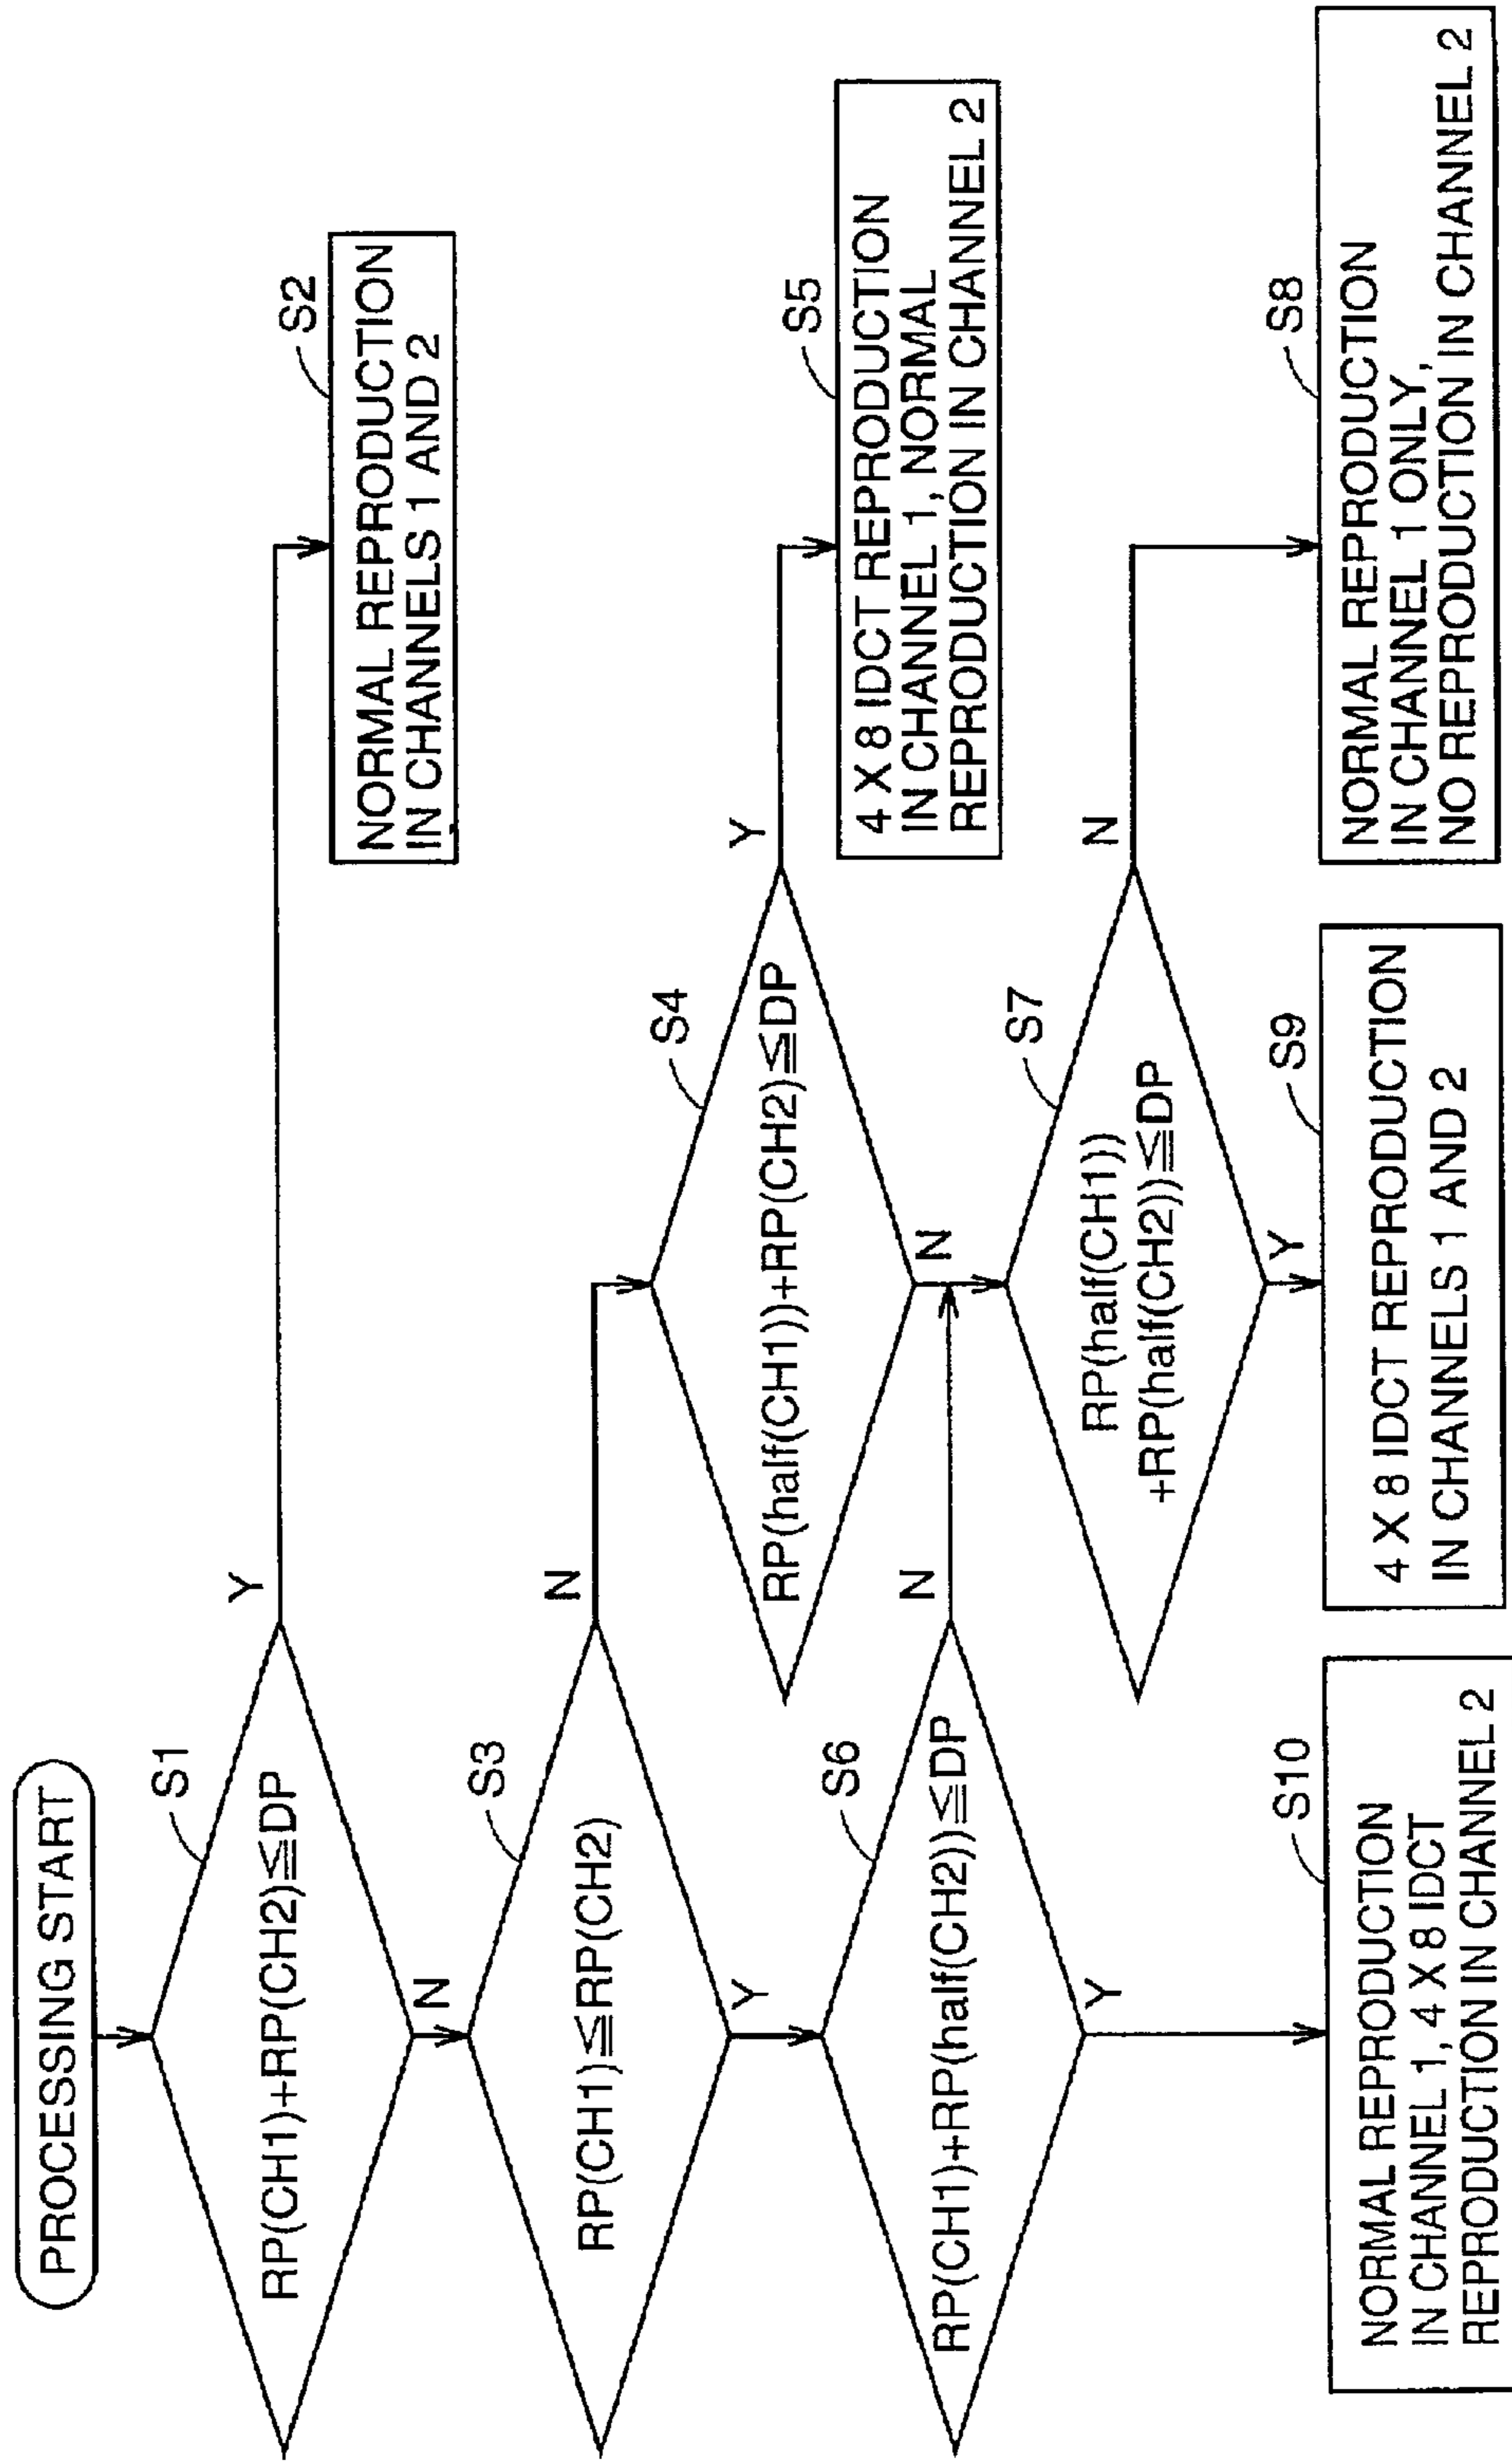 PROCESSING START
S1
RP(CH1)+RP(CH2)≦DP
Y
N
S2
NORMAL REPRODUCTION
IN CHANNELS 1 AND 2
S3
RP(CH1)≦RP(CH2)
N
Y
S4
RP(half(CH1))+RP(CH2)≦DP
Y
N
S5
4 X 8 IDCT REPRODUCTION
IN CHANNEL 1, NORMAL
REPRODUCTION IN CHANNEL 2
S6
RP(CH1)+RP(half(CH2))≦DP
N
Y
S7
RP(half(CH1))
+RP(half(CH2))≦DP
N
Y
S10
NORMAL REPRODUCTION
IN CHANNEL 1, 4 X 8 IDCT
REPRODUCTION IN CHANNEL 2
S9
4 X 8 IDCT REPRODUCTION
IN CHANNELS 1 AND 2
S8
NORMAL REPRODUCTION
IN CHANNEL 1 ONLY,
NO REPRODUCTION IN CHANNEL 2